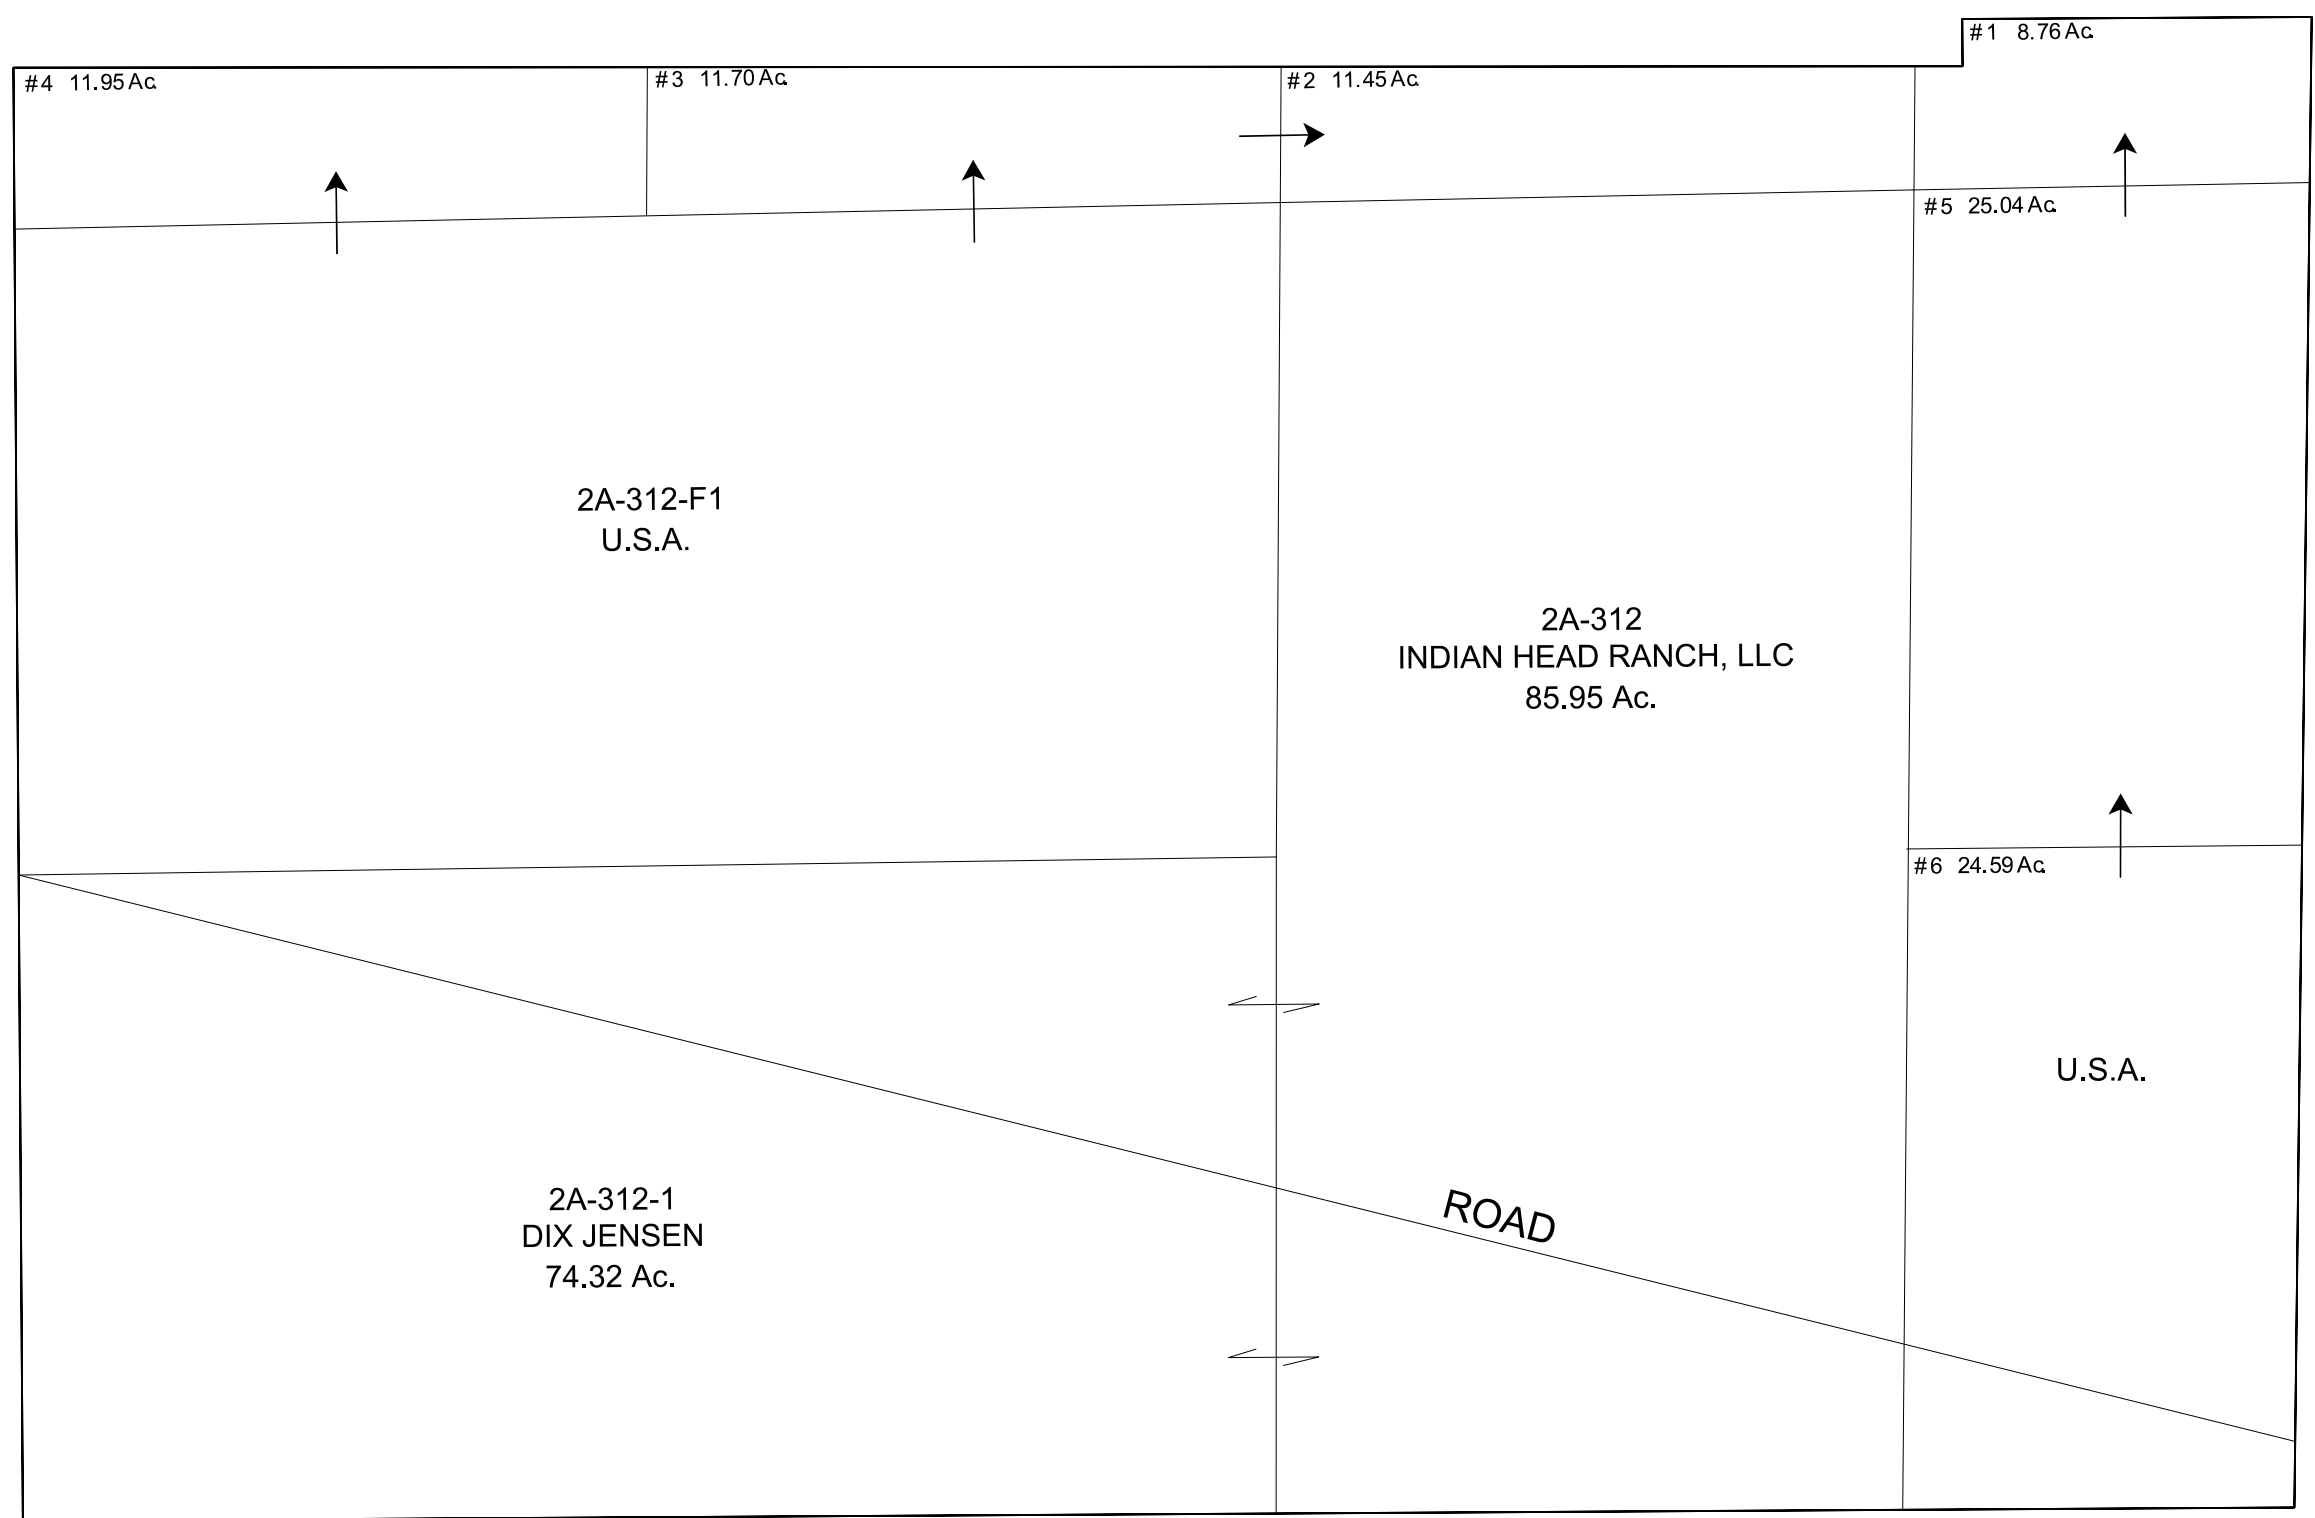 #1 8.76 Ac.
#4 11.95 Ac.
#3 11.70 Ac.
#2 11.45 Ac.
#5 25.04 Ac.
2A-312-F1
U.S.A.
2A-312
INDIAN HEAD RANCH, LLC
85.95 Ac.
#6 24.59 Ac.
U.S.A.
2A-312-1
DIX JENSEN
74.32 Ac.
ROAD